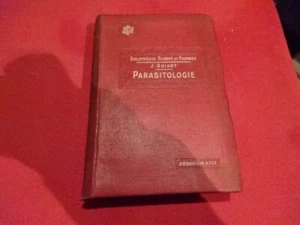 BIBLIOTHÈQUE GILBERT ET FOURNIER
J. GUIART
PARASITOLOGIE